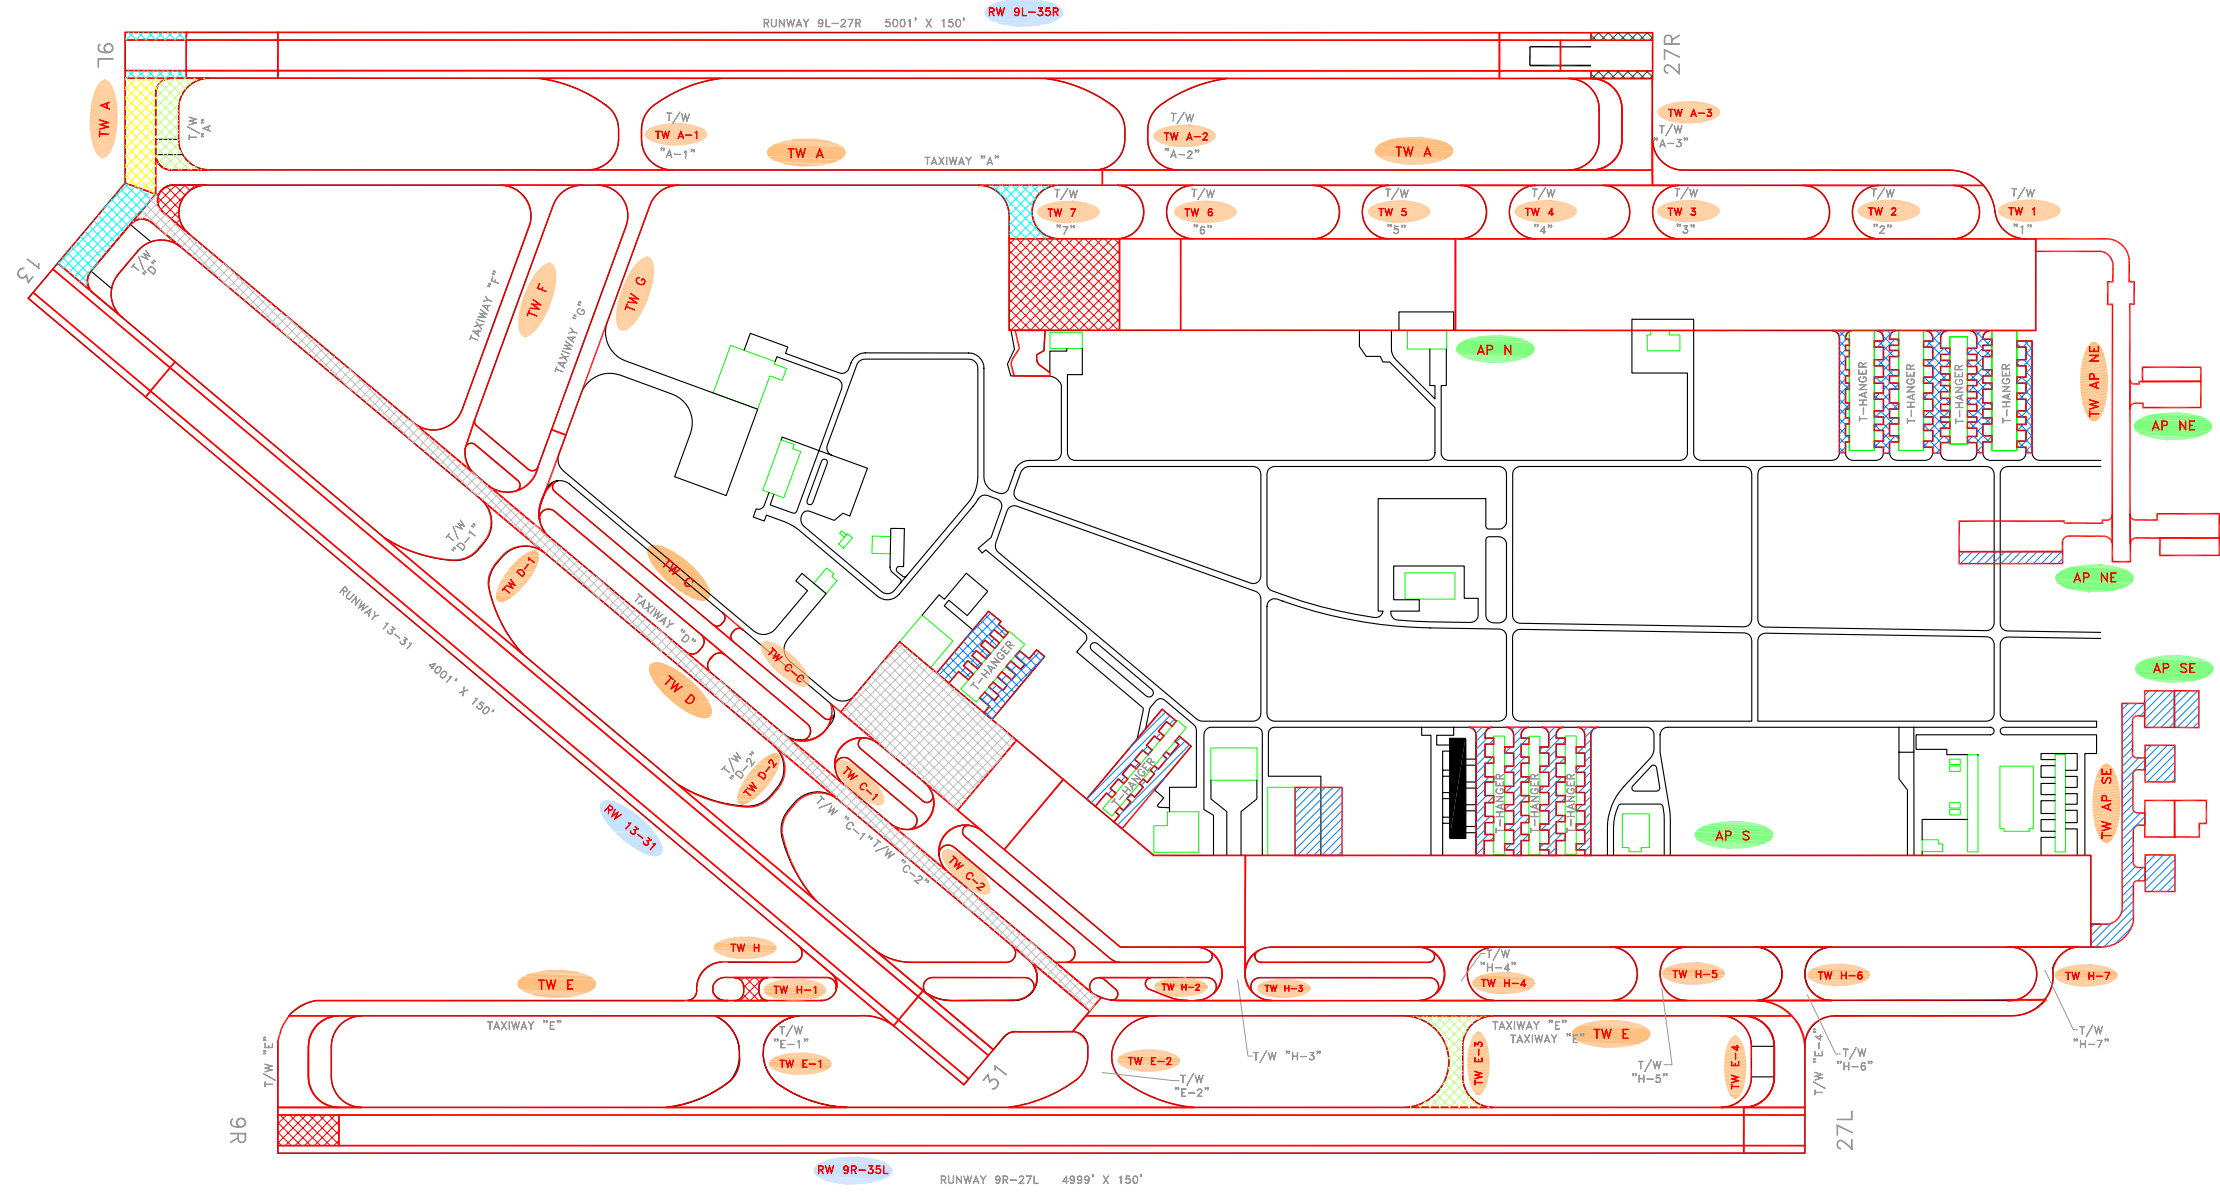 RW 9L-35R
RUNWAY 9L-27R 5001' X 150'
9L
27R
TW A
T/W
"A"
T/W
TW A-1
"A-1"
TW A
TAXIWAY "A"
T/W
TW A-2
"A-2"
TW A
TW A-3
T/W
"A-3"
T/W
TW 7
"7"
T/W
TW 6
"6"
T/W
TW 5
"5"
T/W
TW 4
"4"
T/W
TW 3
"3"
T/W
TW 2
"2"
T/W
TW 1
"1"
13
T/W
"D"
TAXIWAY "F"
TW F
TAXIWAY "G"
TW G
AP N
T-HANGER
T-HANGER
T-HANGER
T-HANGER
TW AP NE
AP NE
AP NE
T/W
"D-1"
TW D-1
TW C
TAXIWAY "D"
TW C-C
TW D
RUNWAY 13-31 4001' X 150'
T-HANGER
T-HANGER
T/W
"D-2"
TW D-2
TW C-1
T/W "C-1"
T/W "C-2"
TW C-2
RW 13-31
T-HANGER
T-HANGER
T-HANGER
AP S
AP SE
TW AP SE
TW H
TW E
TW H-1
TW H-2
TW H-3
T/W
"H-4"
TW H-4
TW H-5
TW H-6
TW H-7
TAXIWAY "E"
T/W "E"
T/W
"E-1"
TW E-1
31
TW E-2
T/W
"E-2"
T/W "H-3"
TAXIWAY "E"
TAXIWAY "E"
TW E
TW E-3
T/W
"H-5"
TW E-4
T/W "E-4"
T/W
"H-6"
T/W
"H-7"
9R
27L
RW 9R-35L
RUNWAY 9R-27L 4999' X 150'